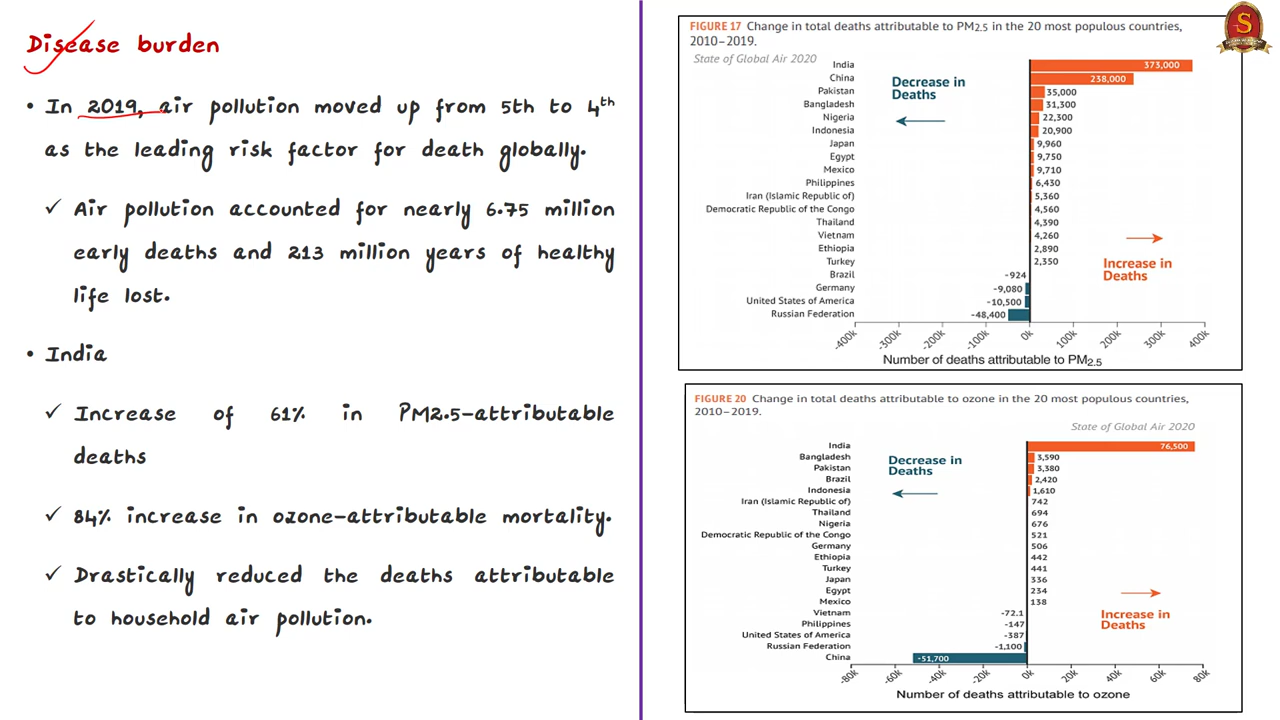 Disease burden
• In 2019, air pollution moved up from 5th to 4th
as the leading risk factor for death globally.
✓ Air pollution accounted for nearly 6.75 million
early deaths and 213 million years of healthy
life lost.
• India
✓ Increase of 61% in PM2.5-attributable
deaths
✓ 84% increase in ozone-attributable mortality.
✓ Drastically reduced the deaths attributable
to household air pollution.
FIGURE 17 Change in total deaths attributable to PM2.5 in the 20 most populous countries,
2010–2019.
State of Global Air 2020
India 373,000
China 238,000
Pakistan 35,000
Bangladesh 31,300
Nigeria 22,300
Indonesia 20,900
Japan 9,960
Egypt 9,750
Mexico 9,710
Philippines 6,430
Iran (Islamic Republic of) 5,360
Democratic Republic of the Congo 4,560
Thailand 4,390
Vietnam 4,260
Ethiopia 2,890
Turkey 2,350
Brazil -924
Germany -9,080
United States of America -10,500
Russian Federation -48,400
Decrease in
Deaths
Increase in
Deaths
-400k -300k -200k -100k 0k 100k 200k 300k 400k
Number of deaths attributable to PM2.5
FIGURE 20 Change in total deaths attributable to ozone in the 20 most populous countries,
2010–2019.
State of Global Air 2020
India 76,500
Bangladesh 3,590
Pakistan 3,380
Brazil 2,420
Indonesia 1,610
Iran (Islamic Republic of) 742
Thailand 694
Nigeria 676
Democratic Republic of the Congo 521
Germany 506
Ethiopia 442
Turkey 441
Japan 336
Egypt 234
Mexico 138
Vietnam -72.1
Philippines -147
United States of America -387
Russian Federation -1,100
China -51,700
Decrease in
Deaths
Increase in
Deaths
-80k -60k -40k -20k 0k 20k 40k 60k 80k
Number of deaths attributable to ozone
S